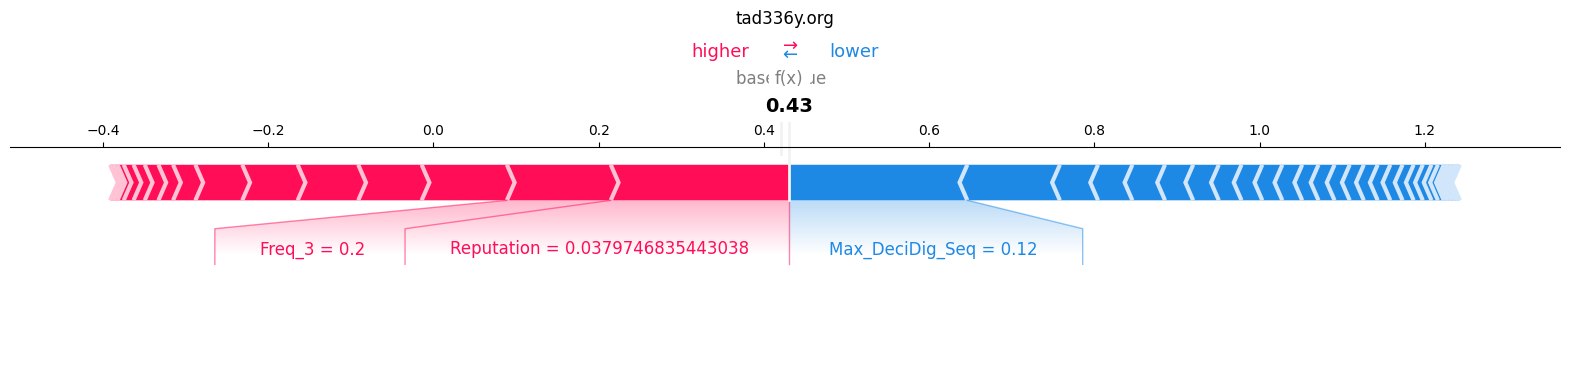 tad336y.org
higher → lower
←
f(x)
0.43
−0.4 −0.2 0.0 0.2 0.4 0.6 0.8 1.0 1.2
Freq_3 = 0.2 Reputation = 0.0379746835443038 Max_DeciDig_Seq = 0.12